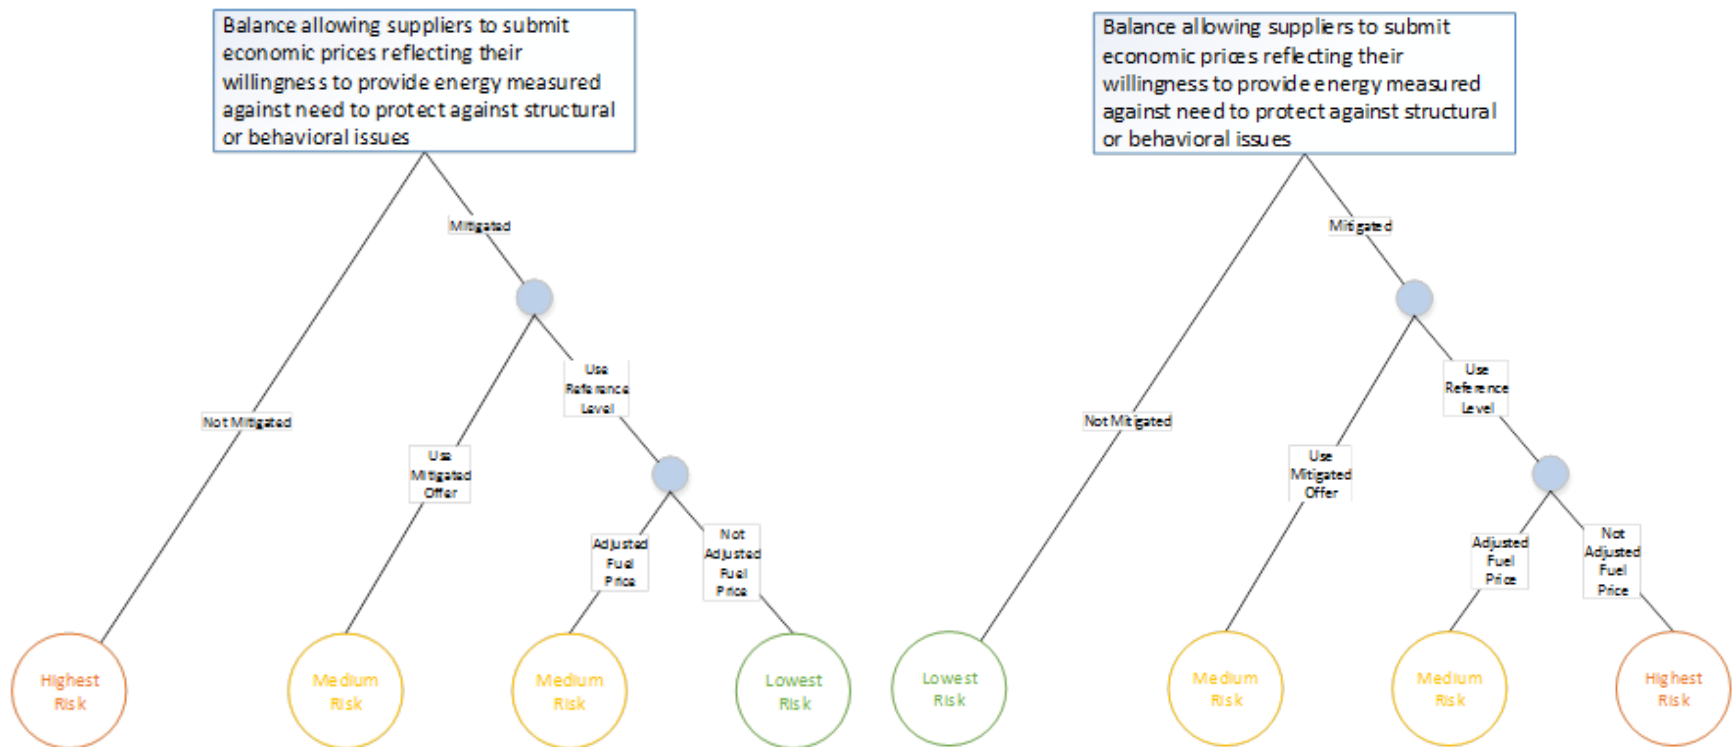 Balance allowing suppliers to submit
economic prices reflecting their
willingness to provide energy measured
against need to protect against structural
or behavioral issues
Mitigated
Not Mitigated
Use
Reference
Level
Use
Mitigated
Offer
Adjusted
Fuel
Price
Not
Adjusted
Fuel
Price
Highest
Risk
Medium
Risk
Medium
Risk
Lowest
Risk
Balance allowing suppliers to submit
economic prices reflecting their
willingness to provide energy measured
against need to protect against structural
or behavioral issues
Mitigated
Not Mitigated
Use
Reference
Level
Use
Mitigated
Offer
Adjusted
Fuel
Price
Not
Adjusted
Fuel
Price
Lowest
Risk
Medium
Risk
Medium
Risk
Highest
Risk